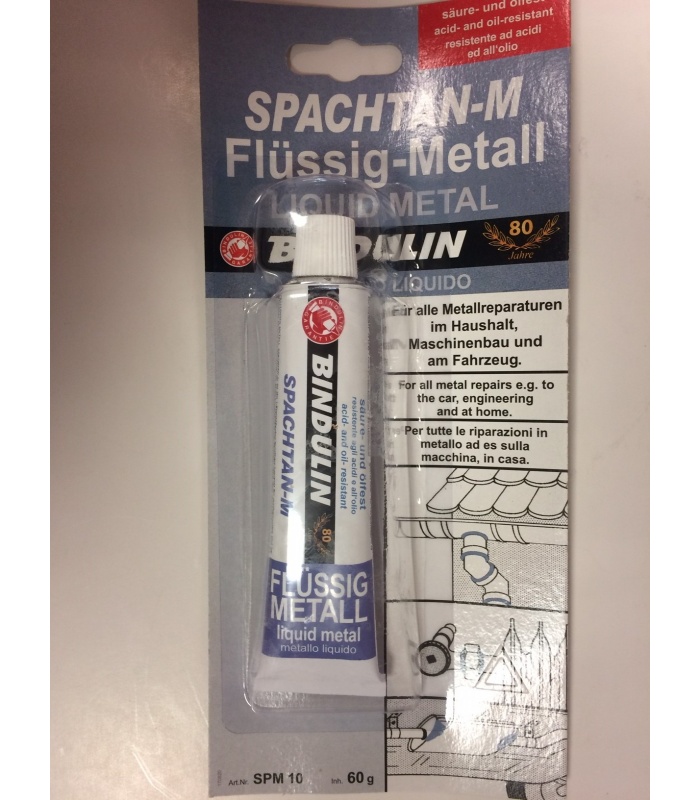 säure- und ölfest
acid- and oil-resistant
resistente ad acidi
ed all'olio
SPACHTAN-M
Flüssig-Metall
LIQUID METAL
BINDULIN
80
Jahre
LIQUIDO
Für alle Metallreparaturen
im Haushalt,
Maschinenbau und
am Fahrzeug.
For all metal repairs e.g. to
the car, engineering
and at home.
Per tutte le riparazioni in
metallo ad es sulla
macchina, in casa.
BINDULIN
80
SPACHTAN-M
säure- und ölfest
resistente agli acidi e all'olio
acid- and oil- resistant
FLÜSSIG
METALL
liquid metal
metallo liquido
Art.Nr. SPM 10 Inh. 60 g